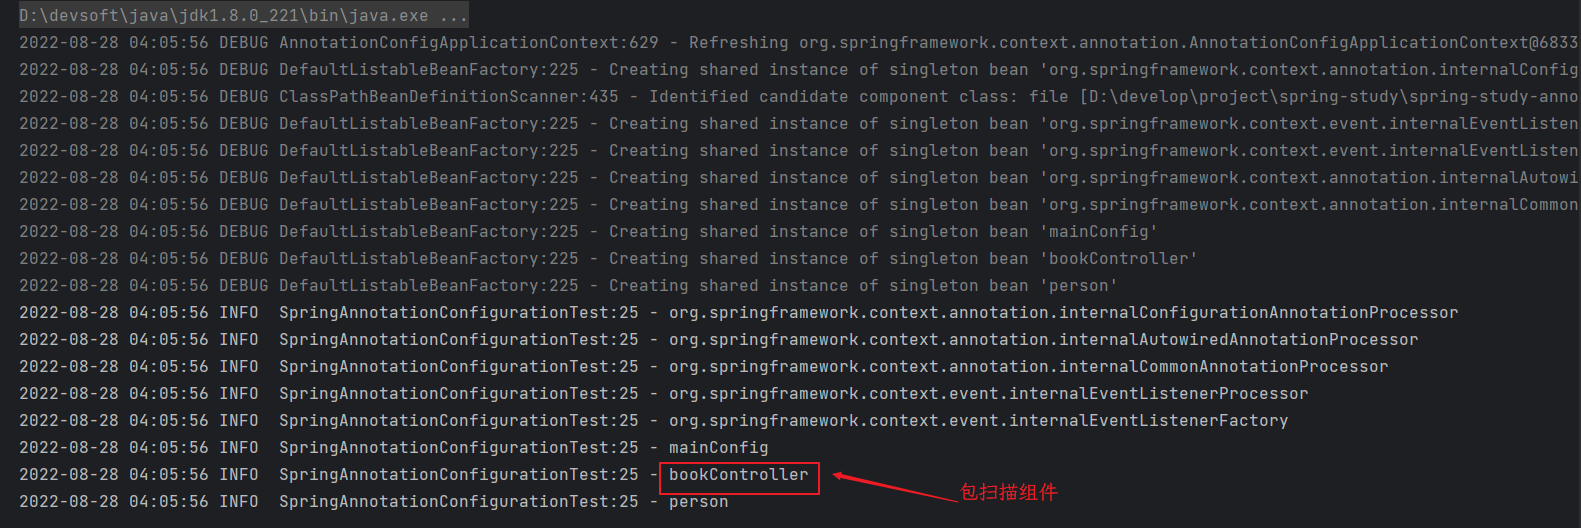 D:\devsoft\java\jdk1.8.0_221\bin\java.exe ...
2022-08-28 04:05:56 DEBUG AnnotationConfigApplicationContext:629 - Refreshing org.springframework.context.annotation.AnnotationConfigApplicationContext@6833
2022-08-28 04:05:56 DEBUG DefaultListableBeanFactory:225 - Creating shared instance of singleton bean 'org.springframework.context.annotation.internalConfig
2022-08-28 04:05:56 DEBUG ClassPathBeanDefinitionScanner:435 - Identified candidate component class: file [D:\develop\project\spring-study\spring-study-anno
2022-08-28 04:05:56 DEBUG DefaultListableBeanFactory:225 - Creating shared instance of singleton bean 'org.springframework.context.event.internalEventListen
2022-08-28 04:05:56 DEBUG DefaultListableBeanFactory:225 - Creating shared instance of singleton bean 'org.springframework.context.event.internalEventListen
2022-08-28 04:05:56 DEBUG DefaultListableBeanFactory:225 - Creating shared instance of singleton bean 'org.springframework.context.annotation.internalAutowi
2022-08-28 04:05:56 DEBUG DefaultListableBeanFactory:225 - Creating shared instance of singleton bean 'org.springframework.context.annotation.internalCommon
2022-08-28 04:05:56 DEBUG DefaultListableBeanFactory:225 - Creating shared instance of singleton bean 'mainConfig'
2022-08-28 04:05:56 DEBUG DefaultListableBeanFactory:225 - Creating shared instance of singleton bean 'bookController'
2022-08-28 04:05:56 DEBUG DefaultListableBeanFactory:225 - Creating shared instance of singleton bean 'person'
2022-08-28 04:05:56 INFO  SpringAnnotationConfigurationTest:25 - org.springframework.context.annotation.internalConfigurationAnnotationProcessor
2022-08-28 04:05:56 INFO  SpringAnnotationConfigurationTest:25 - org.springframework.context.annotation.internalAutowiredAnnotationProcessor
2022-08-28 04:05:56 INFO  SpringAnnotationConfigurationTest:25 - org.springframework.context.annotation.internalCommonAnnotationProcessor
2022-08-28 04:05:56 INFO  SpringAnnotationConfigurationTest:25 - org.springframework.context.event.internalEventListenerProcessor
2022-08-28 04:05:56 INFO  SpringAnnotationConfigurationTest:25 - org.springframework.context.event.internalEventListenerFactory
2022-08-28 04:05:56 INFO  SpringAnnotationConfigurationTest:25 - mainConfig
2022-08-28 04:05:56 INFO  SpringAnnotationConfigurationTest:25 - bookController
包扫描组件
2022-08-28 04:05:56 INFO  SpringAnnotationConfigurationTest:25 - person